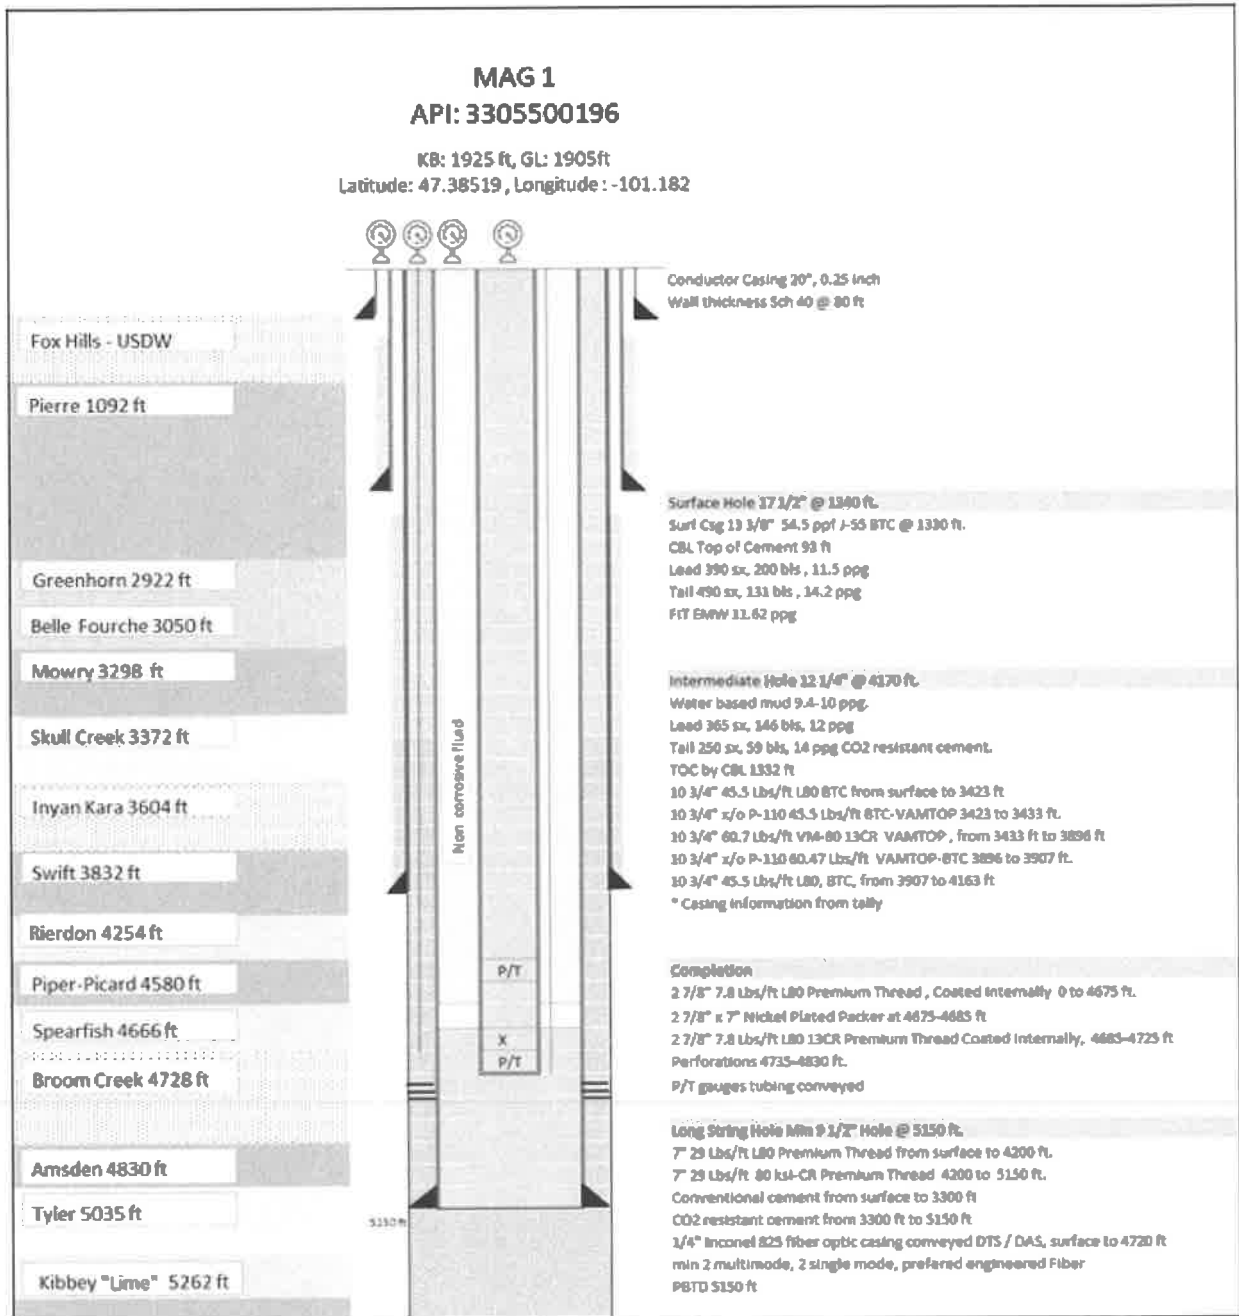 MAG 1
API: 3305500196
KB: 1925 ft, GL: 1905ft
Latitude: 47.38519 , Longitude : -101.182
Fox Hills - USDW
Pierre 1092 ft
Greenhorn 2922 ft
Belle Fourche 3050 ft
Mowry 3298 ft
Skull Creek 3372 ft
Inyan Kara 3604 ft
Swift 3832 ft
Rierdon 4254 ft
Piper-Picard 4580 ft
Spearfish 4666 ft
Broom Creek 4728 ft
Amsden 4830 ft
Tyler 5035 ft
Kibbey "Lime" 5262 ft
Non corrosive fluid
P/T
X
P/T
5150 ft
Conductor Casing 20", 0.25 inch
Wall thickness Sch 40 @ 80 ft
Surface Hole 17 1/2" @ 1340 ft.
Surf Csg 13 3/8" 54.5 ppf J-55 BTC @ 1330 ft.
CBL Top of Cement 93 ft
Lead 390 sx, 200 bls , 11.5 ppg
Tail 490 sx, 131 bls , 14.2 ppg
FIT EMW 11.62 ppg
Intermediate Hole 12 1/4" @ 4170 ft.
Water based mud 9.4-10 ppg.
Lead 365 sx, 146 bls, 12 ppg
Tail 250 sx, 59 bls, 14 ppg CO2 resistant cement.
TOC by CBL 1332 ft
10 3/4" 45.5 Lbs/ft L80 BTC from surface to 3423 ft
10 3/4" x/o P-110 45.5 Lbs/ft BTC-VAMTOP 3423 to 3433 ft.
10 3/4" 60.7 Lbs/ft VM-80 13CR VAMTOP , from 3433 ft to 3896 ft
10 3/4" x/o P-110 60.47 Lbs/ft VAMTOP-BTC 3896 to 3907 ft.
10 3/4" 45.5 Lbs/ft L80, BTC, from 3907 to 4163 ft
* Casing information from tally
Completion
2 7/8" 7.8 Lbs/ft L80 Premium Thread , Coated Internally 0 to 4675 ft.
2 7/8" x 7" Nickel Plated Packer at 4675-4685 ft
2 7/8" 7.8 Lbs/ft L80 13CR Premium Thread Coated Internally, 4685-4725 ft
Perforations 4735-4830 ft.
P/T gauges tubing conveyed
Long String Hole Min 9 1/2" Hole @ 5150 ft.
7" 29 Lbs/ft L80 Premium Thread from surface to 4200 ft.
7" 29 Lbs/ft 80 ksi-CR Premium Thread 4200 to 5150 ft.
Conventional cement from surface to 3300 ft
CO2 resistant cement from 3300 ft to 5150 ft
1/4" Inconel 825 fiber optic casing conveyed DTS / DAS, surface to 4720 ft
min 2 multimode, 2 single mode, prefered engineered Fiber
PBTD 5150 ft